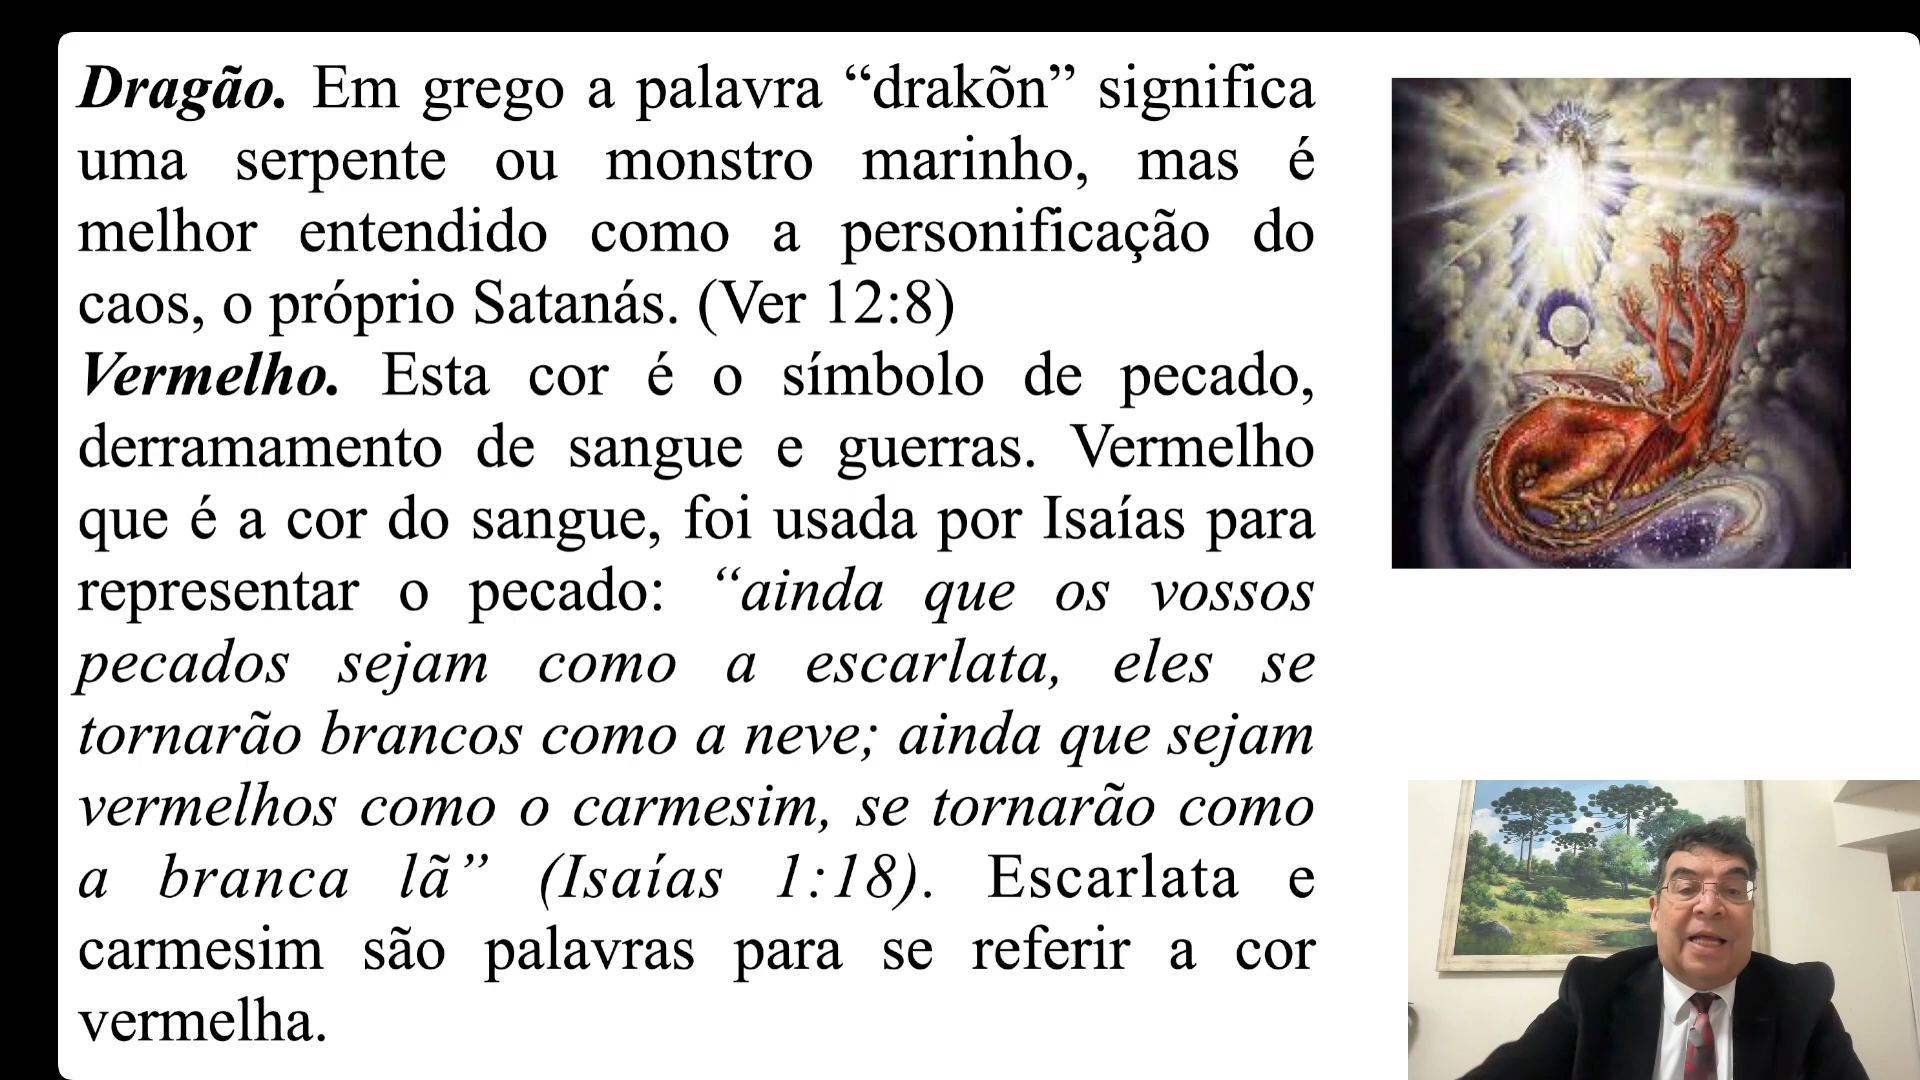 Dragão. Em grego a palavra “drakõn” significa
uma serpente ou monstro marinho, mas é
melhor entendido como a personificação do
caos, o próprio Satanás. (Ver 12:8)
Vermelho. Esta cor é o símbolo de pecado,
derramamento de sangue e guerras. Vermelho
que é a cor do sangue, foi usada por Isaías para
representar o pecado: “ainda que os vossos
pecados sejam como a escarlata, eles se
tornarão brancos como a neve; ainda que sejam
vermelhos como o carmesim, se tornarão como
a branca lã” (Isaías 1:18). Escarlata e
carmesim são palavras para se referir a cor
vermelha.